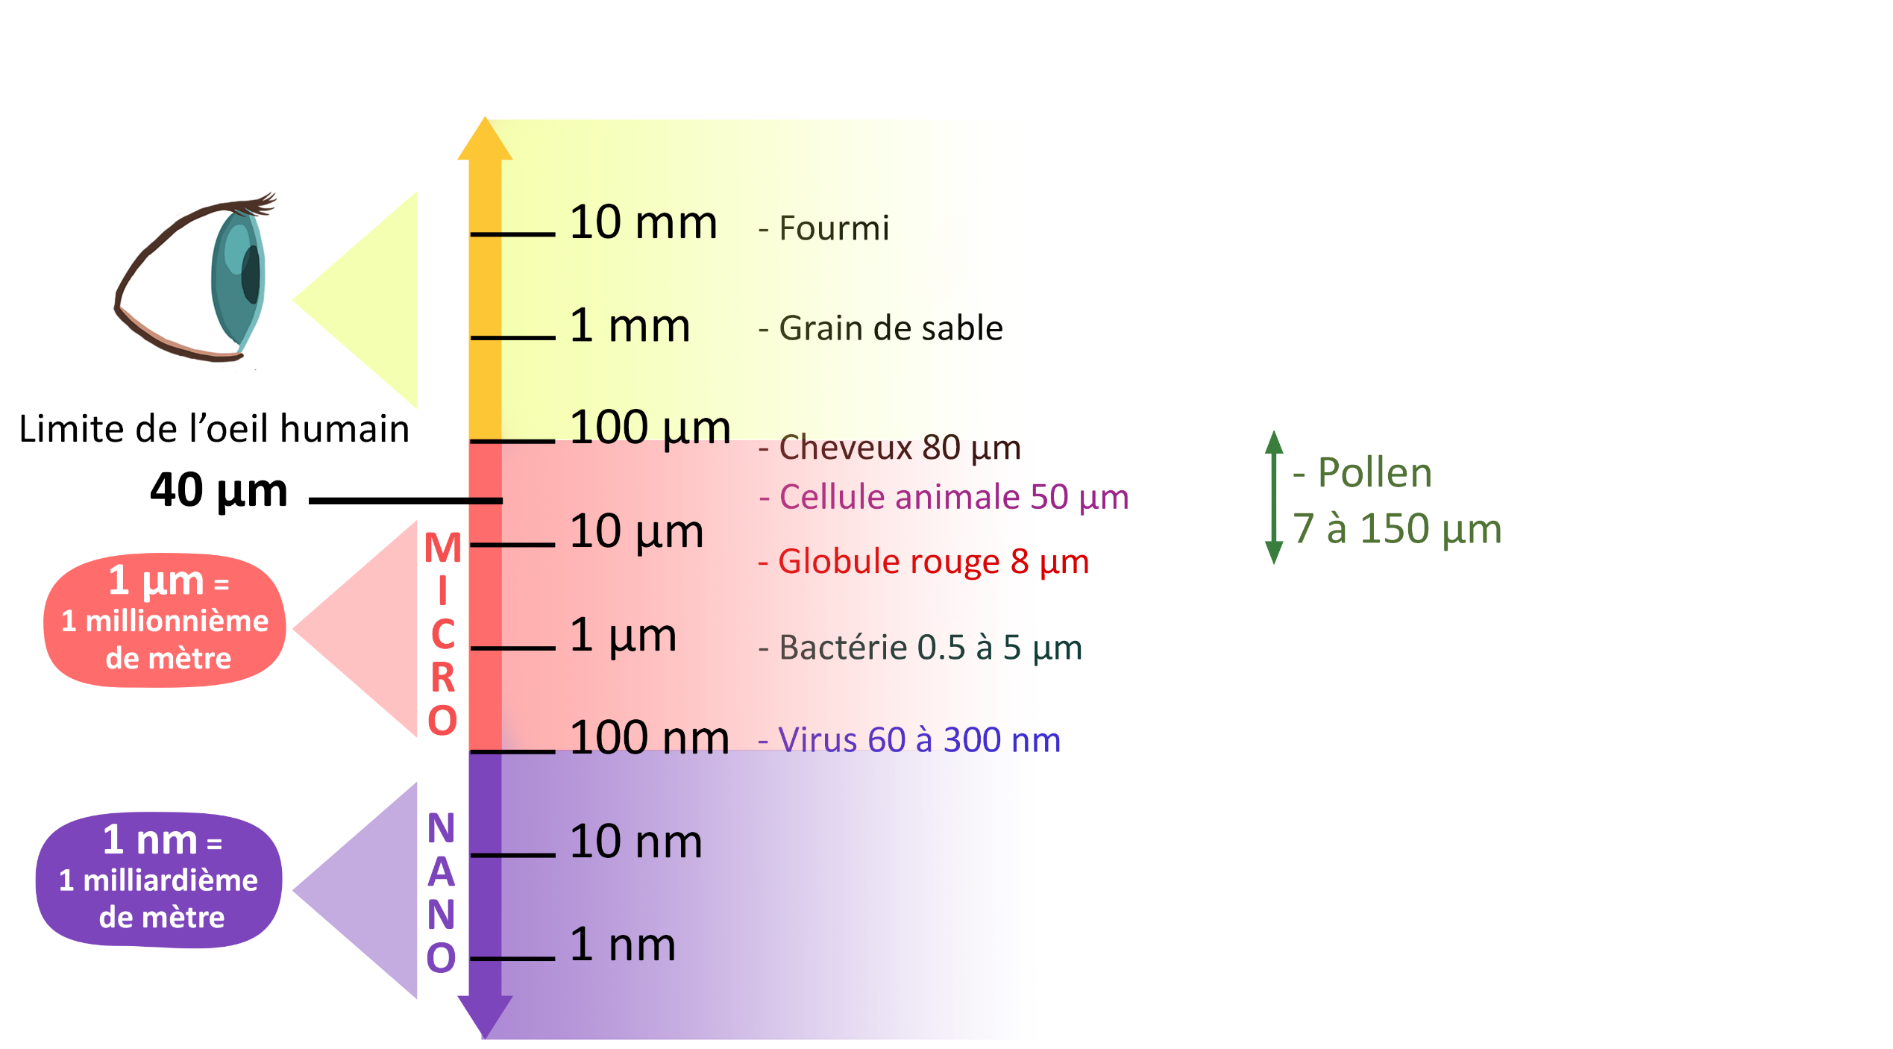 10 mm
- Fourmi
1 mm
- Grain de sable
Limite de l’oeil humain
40 µm
100 µm
- Cheveux 80 µm
- Cellule animale 50 µm
10 µm
- Globule rouge 8 µm
1 µm
- Bactérie 0.5 à 5 µm
100 nm
- Virus 60 à 300 nm
10 nm
1 nm
- Pollen
7 à 150 µm
MICRO
1 µm =
1 millionnième
de mètre
NANO
1 nm =
1 milliardième
de mètre